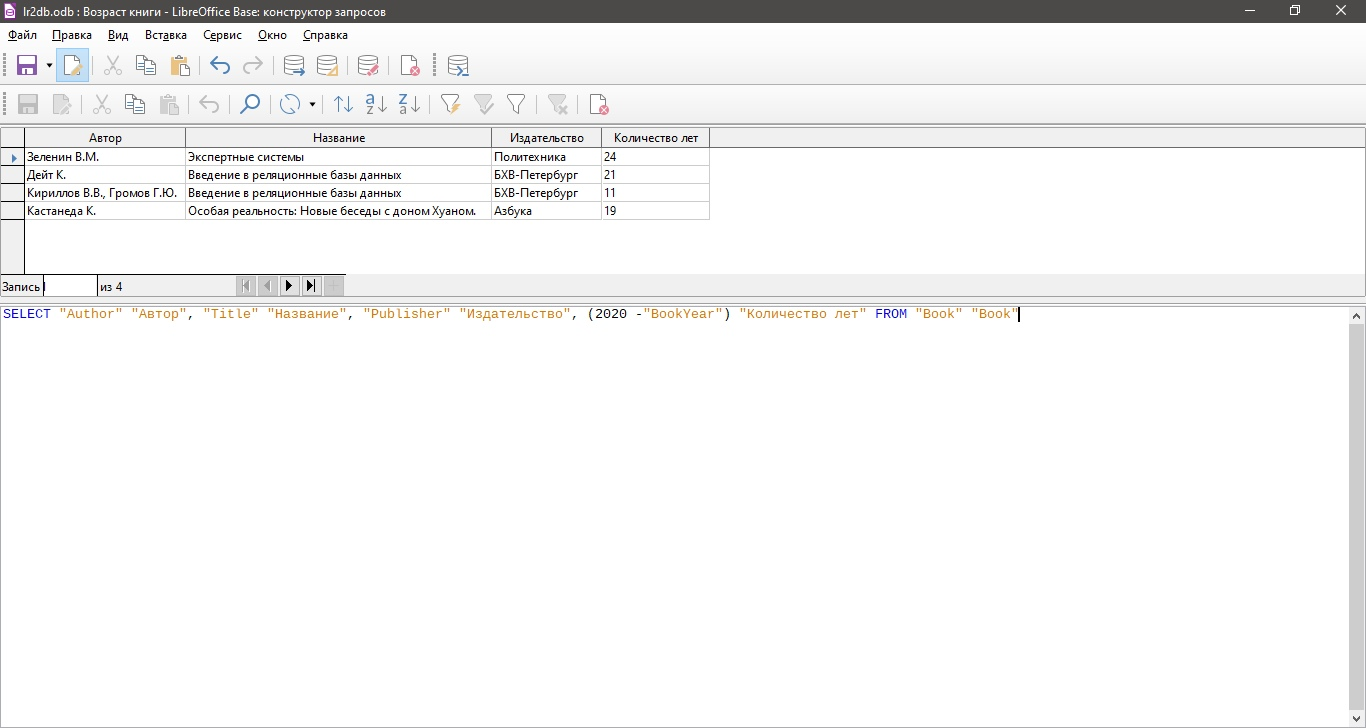 lr2db.odb : Возраст книги - LibreOffice Base: конструктор запросов
Файл Правка Вид Вставка Сервис Окно Справка
Автор Название Издательство Количество лет
Зеленин В.М. Экспертные системы Политехника 24
Дейт К. Введение в реляционные базы данных БХВ-Петербург 21
Кириллов В.В., Громов Г.Ю. Введение в реляционные базы данных БХВ-Петербург 11
Кастанеда К. Особая реальность: Новые беседы с доном Хуаном. Азбука 19
Запись из 4
SELECT "Author" "Автор", "Title" "Название", "Publisher" "Издательство", (2020 -"BookYear") "Количество лет" FROM "Book" "Book"